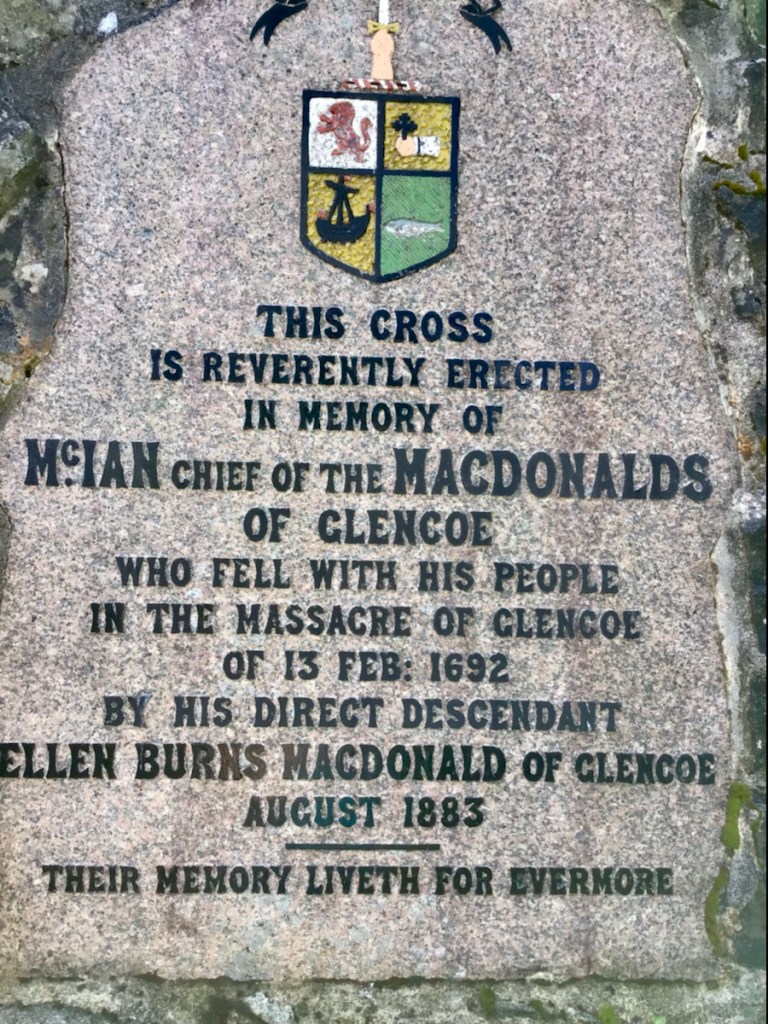 THIS CROSS
IS REVERENTLY ERECTED
IN MEMORY OF
McIAN CHIEF OF THE MACDONALDS
OF GLENCOE
WHO FELL WITH HIS PEOPLE
IN THE MASSACRE OF GLENCOE
OF 13 FEB: 1692
BY HIS DIRECT DESCENDANT
ELLEN BURNS MACDONALD OF GLENCOE
AUGUST 1883
THEIR MEMORY LIVETH FOR EVERMORE